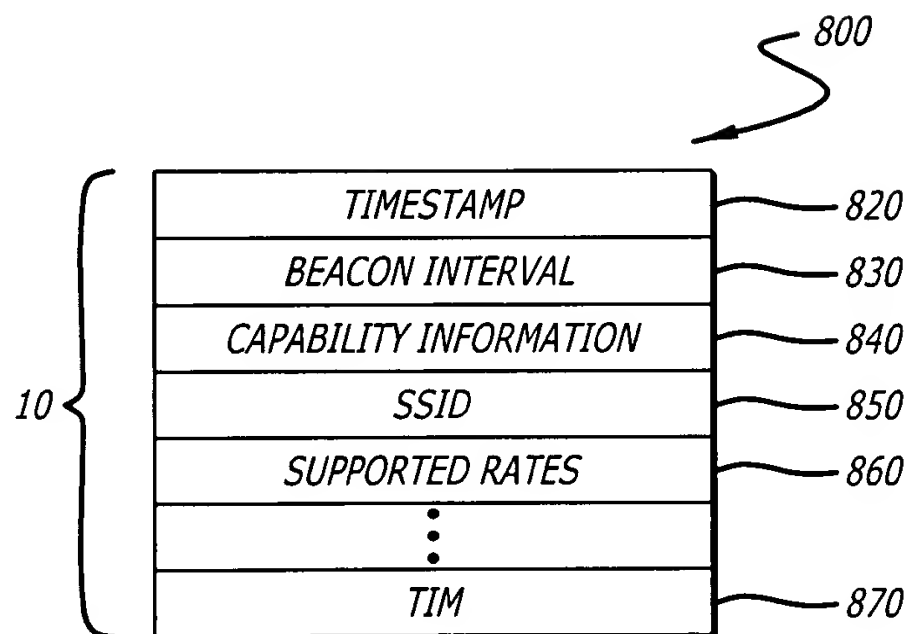 800
TIMESTAMP 820
BEACON INTERVAL 830
CAPABILITY INFORMATION 840
10 SSID 850
SUPPORTED RATES 860
TIM 870